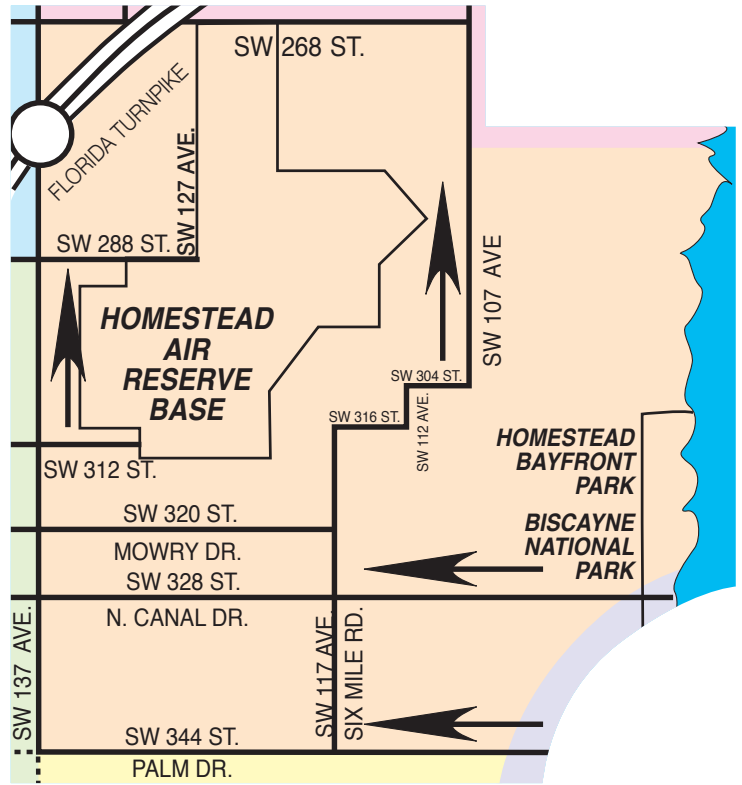 SW 268 ST.
FLORIDA TURNPIKE
SW 127 AVE.
SW 288 ST.
SW 107 AVE
HOMESTEAD
AIR
RESERVE
BASE
SW 304 ST.
SW 316 ST.
SW 112 AVE.
HOMESTEAD
BAYFRONT
PARK
SW 312 ST.
SW 320 ST.
BISCAYNE
NATIONAL
PARK
MOWRY DR.
SW 328 ST.
N. CANAL DR.
SW 137 AVE.
SW 117 AVE.
SIX MILE RD.
SW 344 ST.
PALM DR.